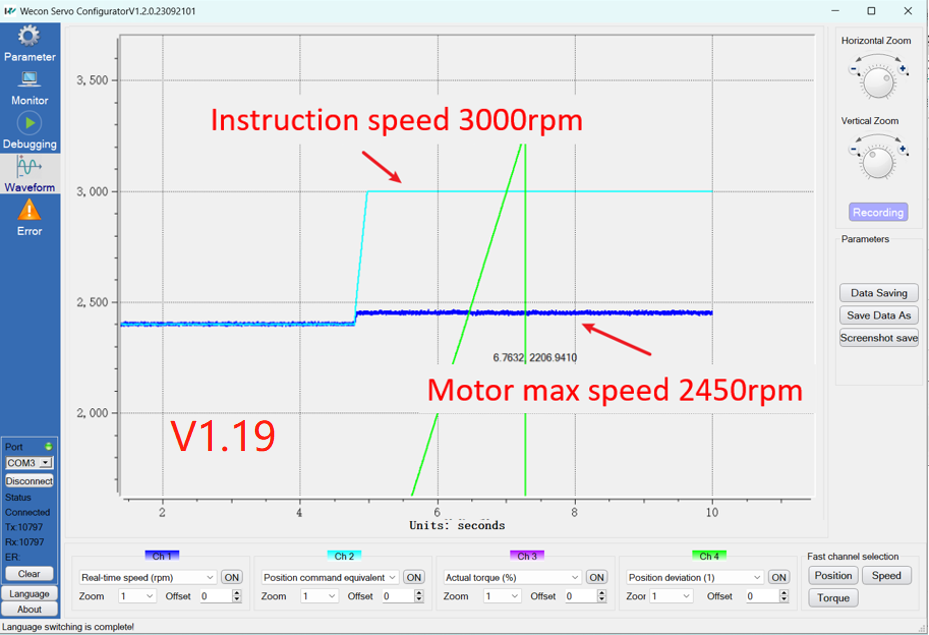 Wecon Servo ConfiguratorV1.2.0.23092101
Parameter
Monitor
Debugging
Waveform
Error
Port
COM3
Disconnect
Status
Connected
Tx:10797
Rx:10797
ER:
Clear
Language
About
3,500
3,000
2,500
2,000
Instruction speed 3000rpm
6.7632, 2206.9410
Motor max speed 2450rpm
V1.19
2 4 6 8 10
Units: seconds
Horizontal Zoom
- +
Vertical Zoom
- +
Recording
Parameters
Data Saving
Save Data As
Screenshot save
Ch 1
Real-time speed (rpm) ON
Zoom 1 Offset 0
Ch 2
Position command equivalent ON
Zoom 1 Offset 0
Ch 3
Actual torque (%) ON
Zoom 1 Offset 0
Ch 4
Position deviation (1) ON
Zoor 1 Offset 0
Fast channel selection
Position Speed
Torque
Language switching is complete!